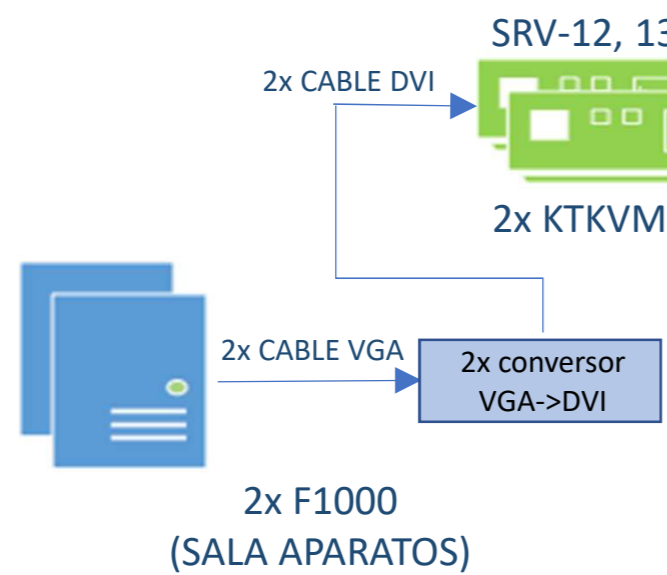 SRV-12, 13
2x CABLE DVI
2x KTKVM
2x CABLE VGA
2x conversor
VGA->DVI
2x F1000
(SALA APARATOS)